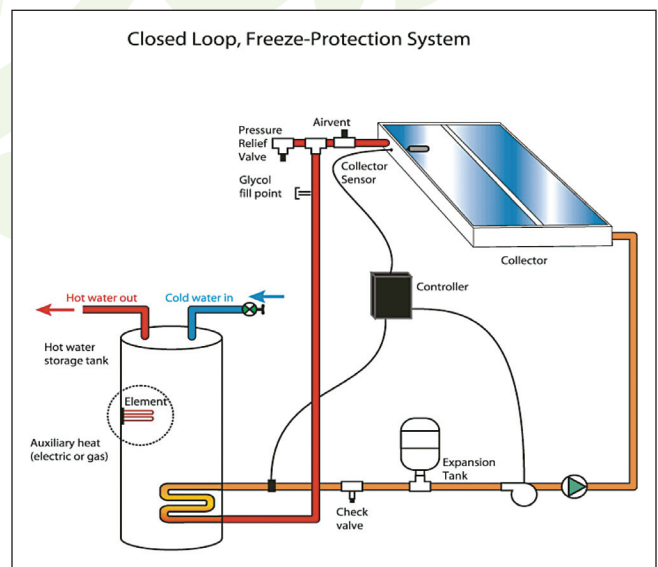 Closed Loop, Freeze-Protection System
Airvent
Pressure
Relief
Valve
Collector
Sensor
Glycol
fill point
Collector
Controller
Hot water out
Cold water in
Hot water
storage tank
Element
Auxiliary heat
(electric or gas)
Expansion
Tank
Check
valve